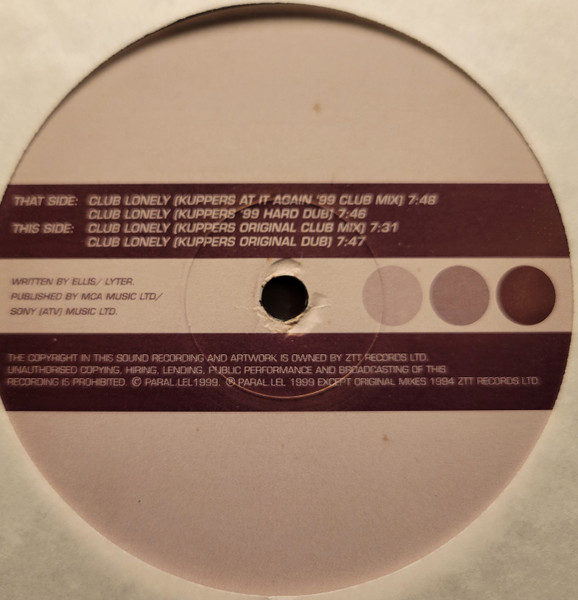 THAT SIDE: CLUB LONELY (KUPPERS AT IT AGAIN '99 CLUB MIX) 7:48
CLUB LONELY (KUPPERS '99 HARD DUB) 7:46
THIS SIDE: CLUB LONELY (KUPPERS ORIGINAL CLUB MIX) 7:31
CLUB LONELY (KUPPERS ORIGINAL DUB) 7:47
WRITTEN BY ELLIS/ LYTER.
PUBLISHED BY MCA MUSIC LTD./
SONY (ATV) MUSIC LTD.
THE COPYRIGHT IN THIS SOUND RECORDING AND ARTWORK IS OWNED BY ZTT RECORDS LTD.
UNAUTHORISED COPYING, HIRING, LENDING, PUBLIC PERFORMANCE AND BROADCASTING OF THIS
RECORDING IS PROHIBITED. © PARAL.LEL 1999. ℗ PARAL.LEL 1999 EXCEPT ORIGINAL MIXES 1994 ZTT RECORDS LTD.